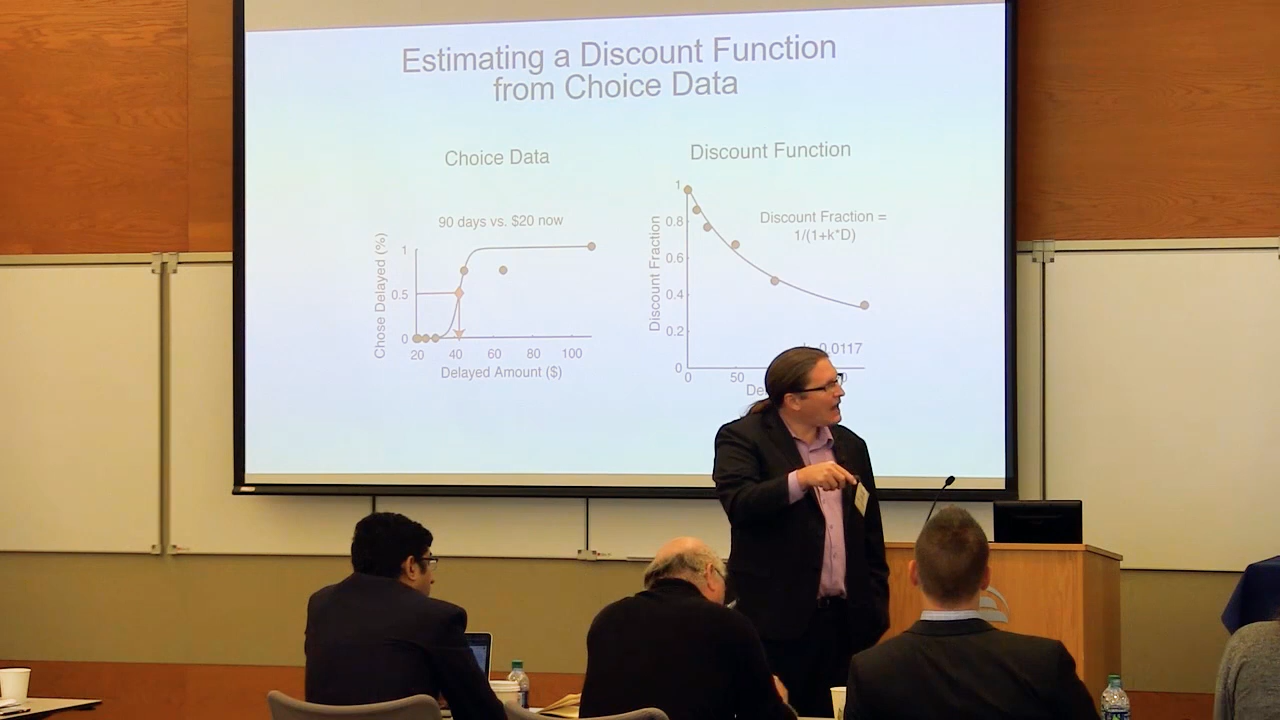 Estimating a Discount Function
from Choice Data
Choice Data
90 days vs. $20 now
Chose Delayed (%)
1
0.5
0
20 40 60 80 100
Delayed Amount ($)
Discount Function
Discount Fraction =
1/(1+k*D)
Discount Fraction
1
0.8
0.6
0.4
0.2
0
0.0117
0 50